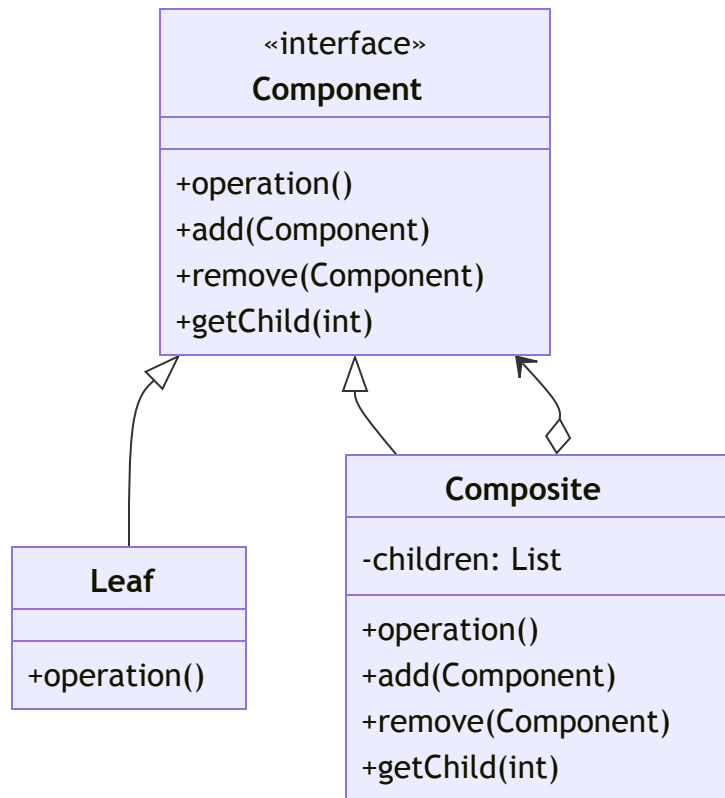 «interface»
Component
+operation()
+add(Component)
+remove(Component)
+getChild(int)
Leaf
+operation()
Composite
-children: List
+operation()
+add(Component)
+remove(Component)
+getChild(int)